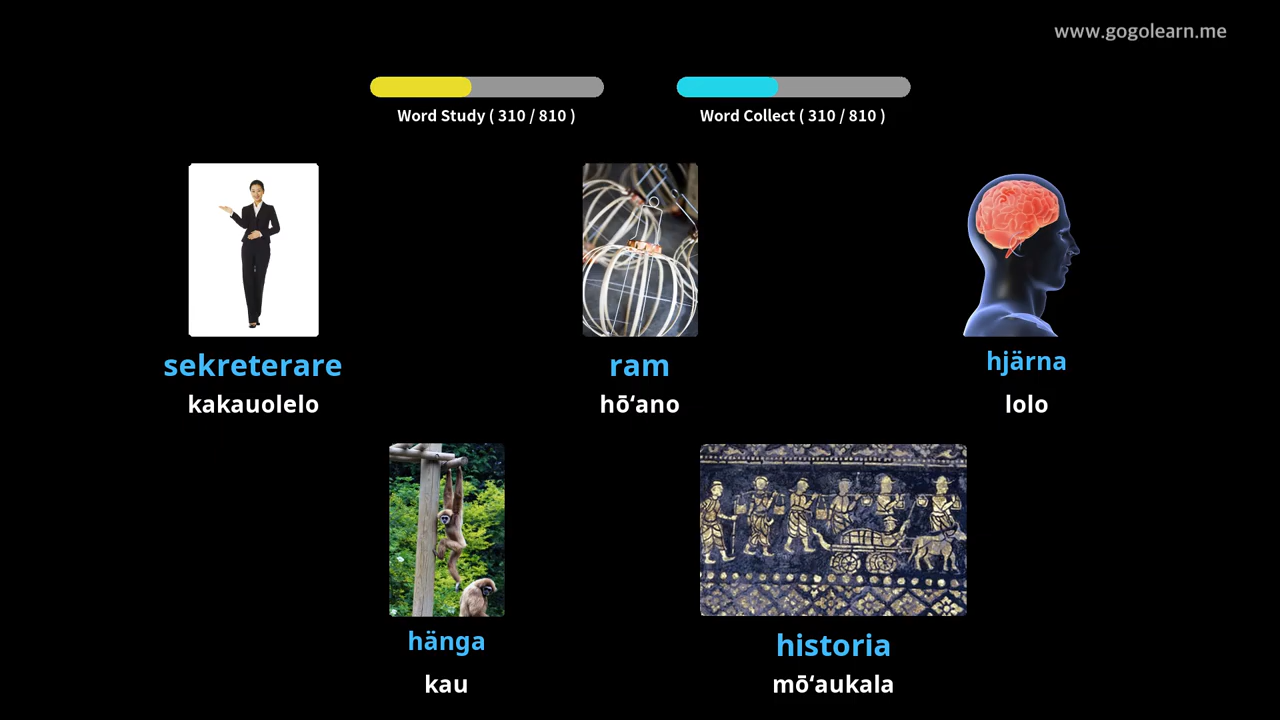 www.gogolearn.me
Word Study ( 310 / 810 )
Word Collect ( 310 / 810 )
sekreterare
kakauolelo
ram
hōʻano
hjärna
lolo
hänga
kau
historia
mōʻaukala